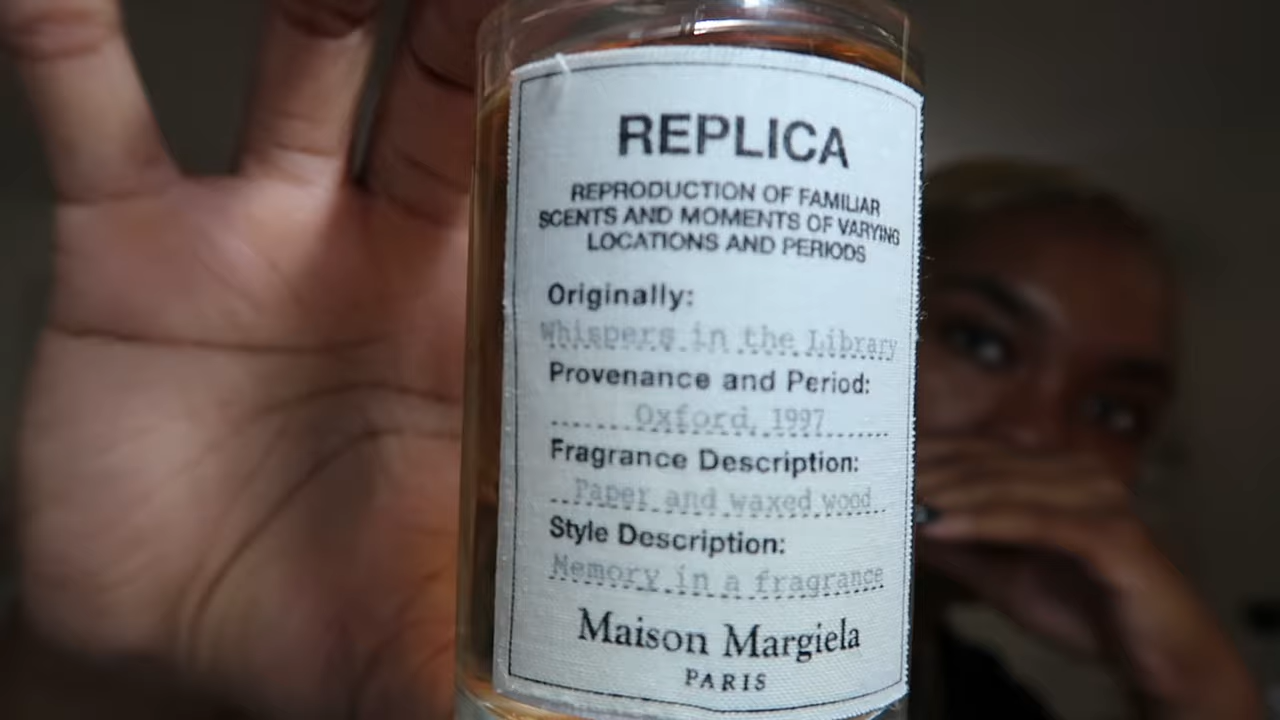 REPLICA
REPRODUCTION OF FAMILIAR
SCENTS AND MOMENTS OF VARYING
LOCATIONS AND PERIODS
Originally:
Whispers in the Library
Provenance and Period:
Oxford, 1997
Fragrance Description:
Paper and waxed wood
Style Description:
Memory in a fragrance
Maison Margiela
PARIS